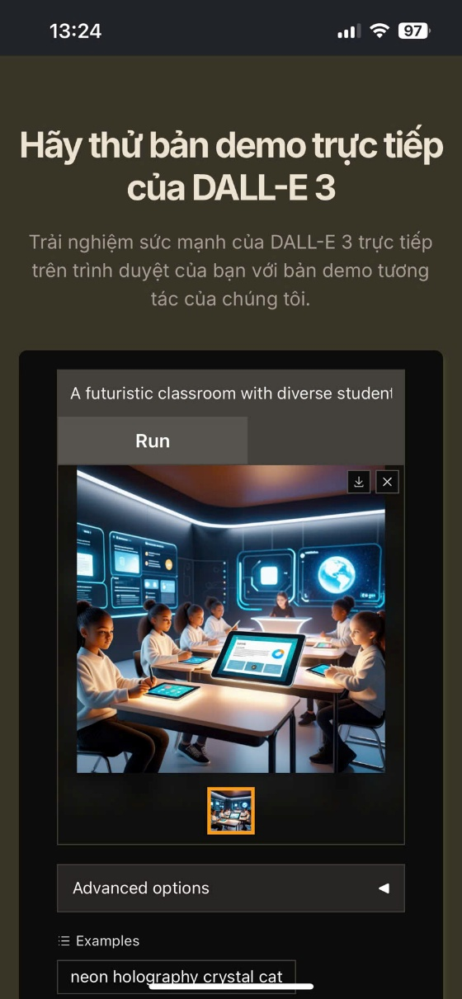 13:24
97
Hãy thử bản demo trực tiếp
của DALL-E 3
Trải nghiệm sức mạnh của DALL-E 3 trực tiếp
trên trình duyệt của bạn với bản demo tương
tác của chúng tôi.
A futuristic classroom with diverse student
Run
Advanced options
Examples
neon holography crystal cat